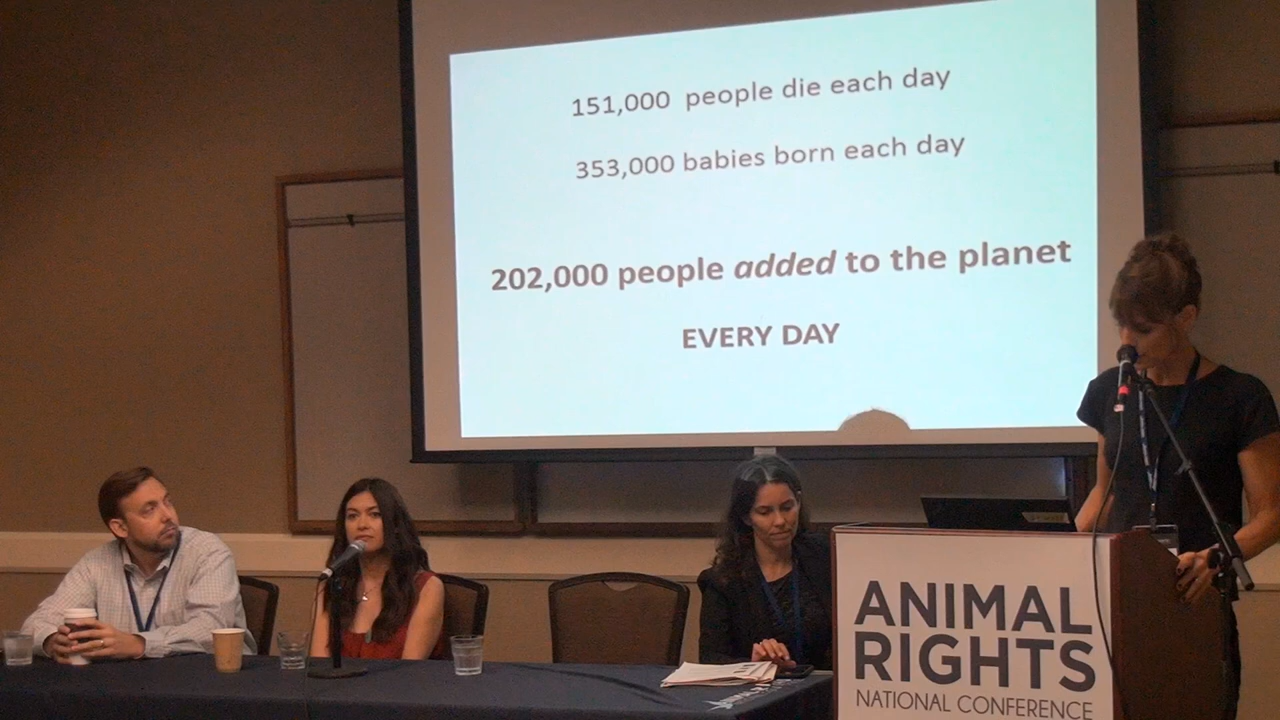 151,000 people die each day
353,000 babies born each day
202,000 people added to the planet
EVERY DAY
ANIMAL
RIGHTS
NATIONAL CONFERENCE